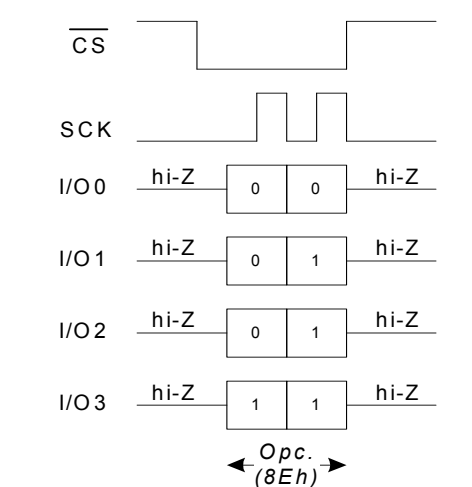 CS
SCK
I/O0 hi-Z 0 0 hi-Z
I/O1 hi-Z 0 1 hi-Z
I/O2 hi-Z 0 1 hi-Z
I/O3 hi-Z 1 1 hi-Z
Opc.
(8Eh)